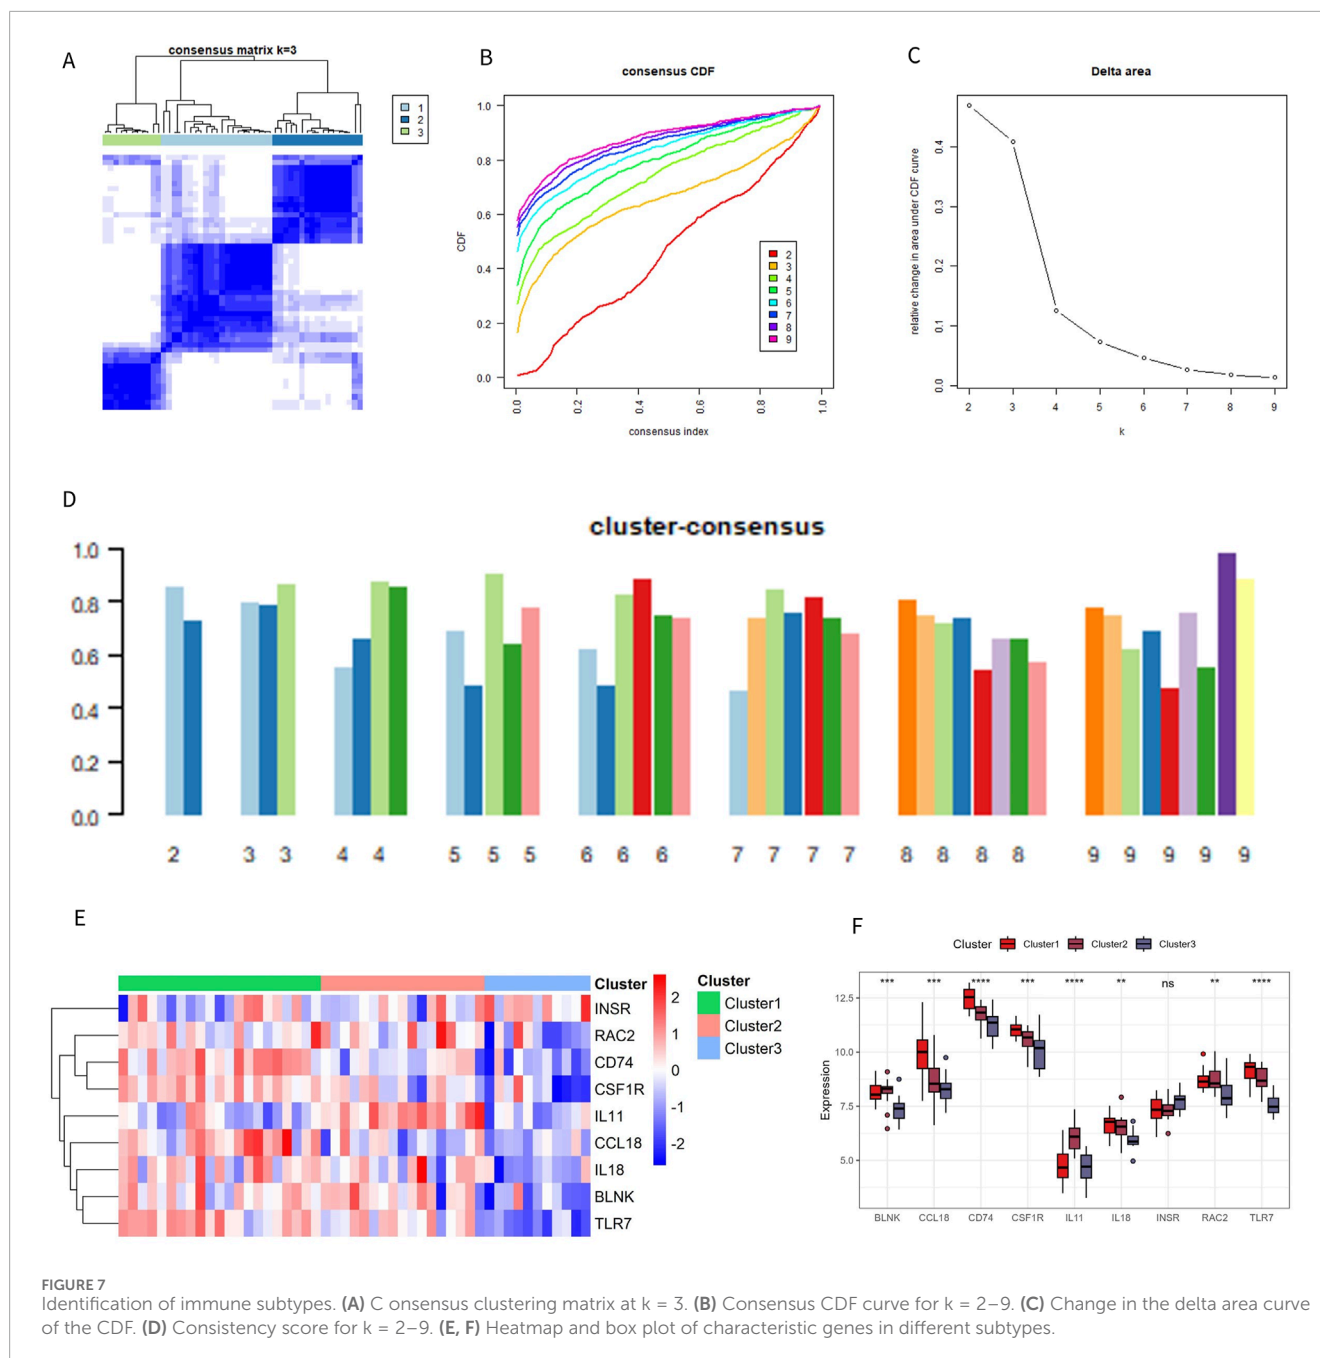 A
consensus matrix k=3
1
2
3
B
consensus CDF
CDF
1.0
0.8
0.6
0.4
0.2
0.0
2
3
4
5
6
7
8
9
0.0 0.2 0.4 0.6 0.8 1.0
consensus index
C
Delta area
relative change in area under CDF curve
0.4
0.3
0.2
0.1
0.0
2 3 4 5 6 7 8 9
k
D
cluster-consensus
1.0
0.8
0.6
0.4
0.2
0.0
2 3 3 4 4 5 5 5 6 6 6 7 7 7 7 8 8 8 8 9 9 9 9 9
E
Cluster
INSR
RAC2
CD74
CSF1R
IL11
CCL18
IL18
BLNK
TLR7
2
1
0
-1
-2
Cluster
Cluster1
Cluster2
Cluster3
F
Cluster Cluster1 Cluster2 Cluster3
*** *** **** *** **** ** ns ** ****
Expression
12.5
10.0
7.5
5.0
BLNK CCL18 CD74 CSF1R IL11 IL18 INSR RAC2 TLR7
FIGURE 7
Identification of immune subtypes. (A) C onsensus clustering matrix at k = 3. (B) Consensus CDF curve for k = 2–9. (C) Change in the delta area curve
of the CDF. (D) Consistency score for k = 2–9. (E, F) Heatmap and box plot of characteristic genes in different subtypes.